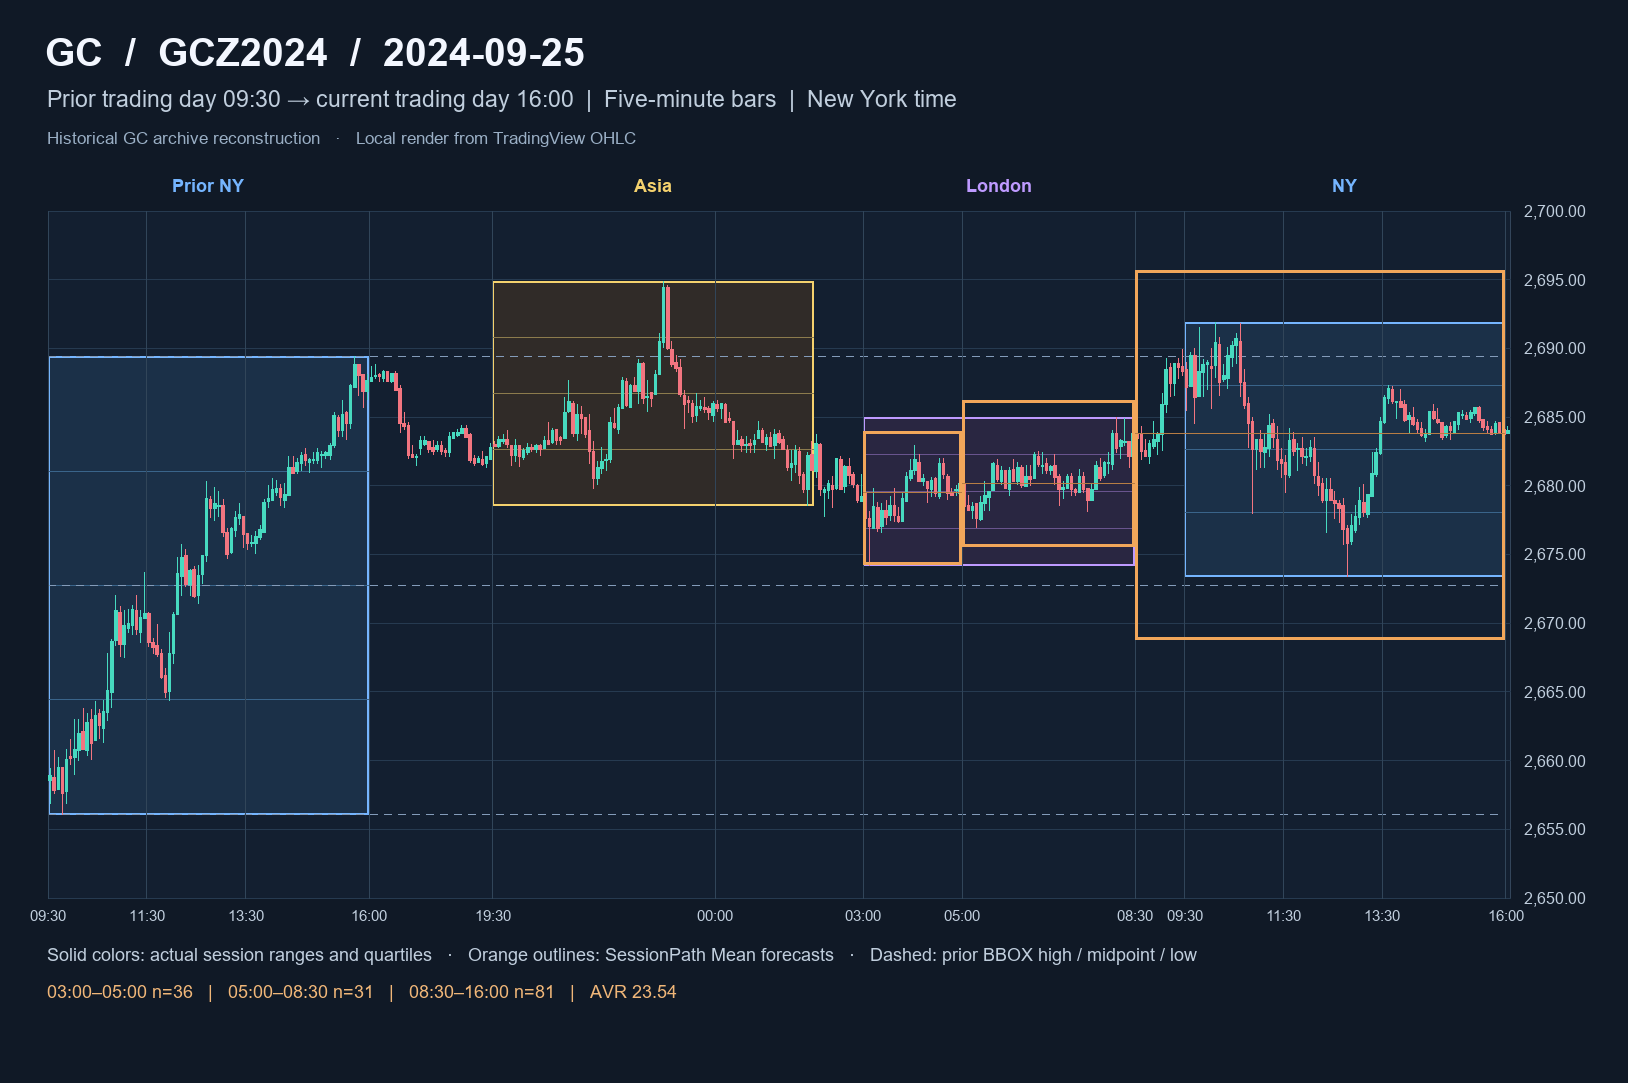 GC / GCZ2024 / 2024-09-25
Prior trading day 09:30 → current trading day 16:00 | Five-minute bars | New York time
Historical GC archive reconstruction · Local render from TradingView OHLC
Prior NY Asia London NY
2,700.00
2,695.00
2,690.00
2,685.00
2,680.00
2,675.00
2,670.00
2,665.00
2,660.00
2,655.00
2,650.00
09:30 11:30 13:30 16:00 19:30 00:00 03:00 05:00 08:30 09:30 11:30 13:30 16:00
Solid colors: actual session ranges and quartiles · Orange outlines: SessionPath Mean forecasts · Dashed: prior BBOX high / midpoint / low
03:00–05:00 n=36 | 05:00–08:30 n=31 | 08:30–16:00 n=81 | AVR 23.54